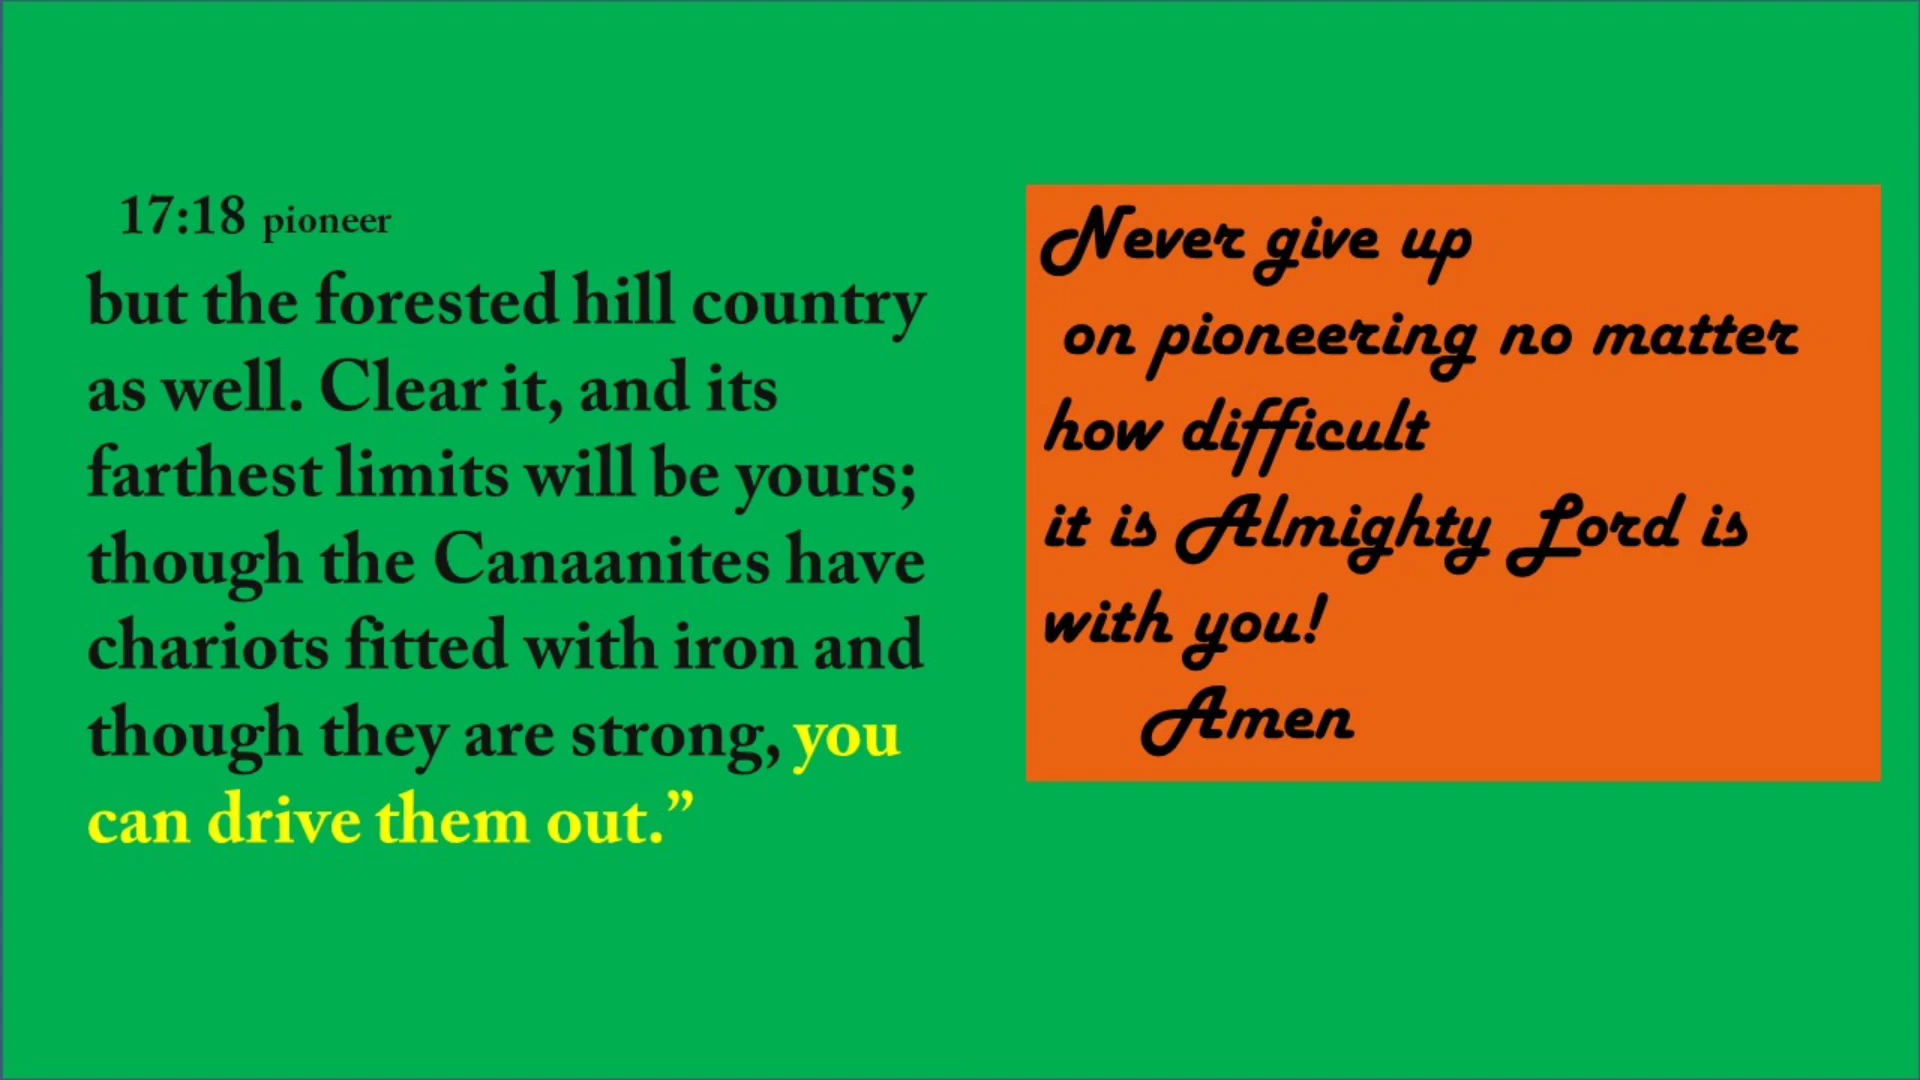 17:18 pioneer
but the forested hill country
as well. Clear it, and its
farthest limits will be yours;
though the Canaanites have
chariots fitted with iron and
though they are strong, you
can drive them out.”
Never give up
on pioneering no matter
how difficult
it is Almighty Lord is
with you!
Amen